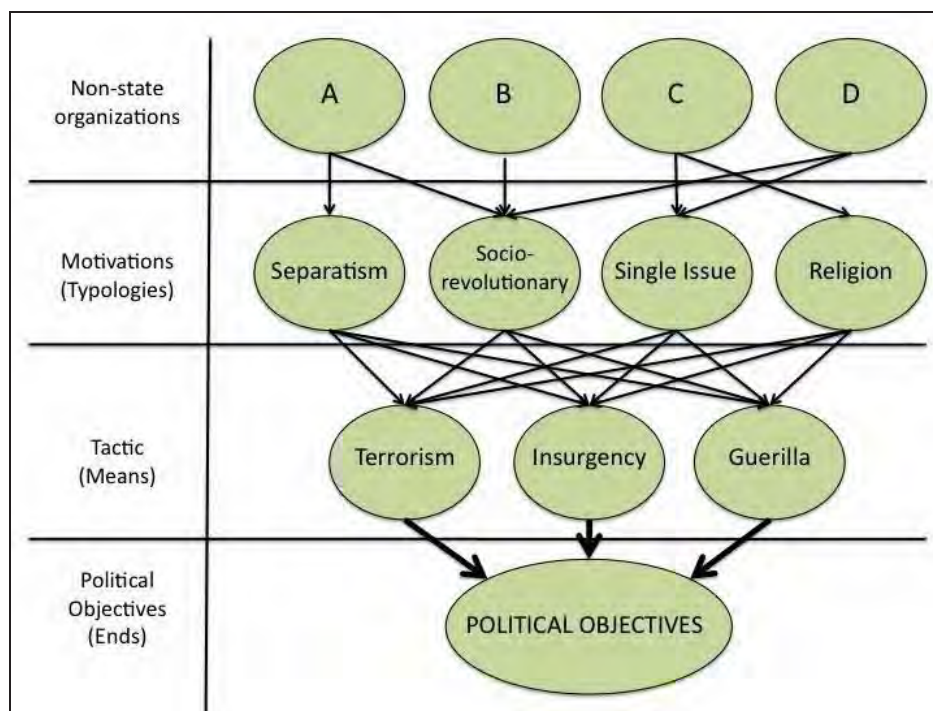 Non-state
organizations
A
B
C
D
Motivations
(Typologies)
Separatism
Socio-
revolutionary
Single Issue
Religion
Tactic
(Means)
Terrorism
Insurgency
Guerilla
Political
Objectives
(Ends)
POLITICAL OBJECTIVES